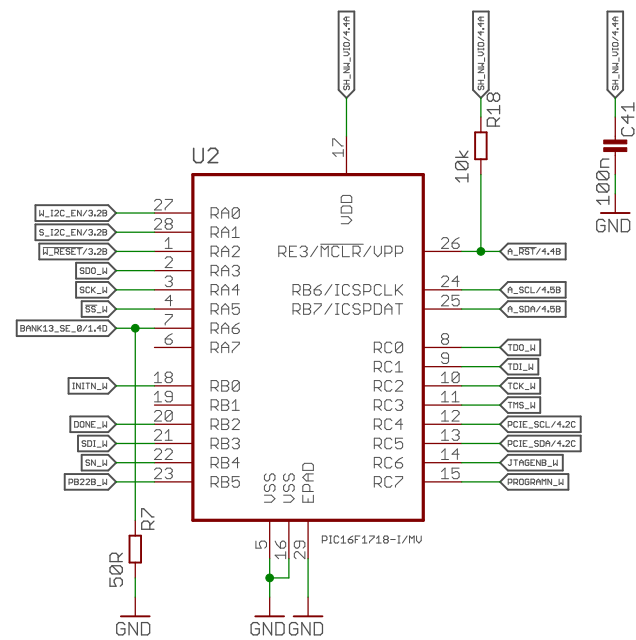 SH_NW_VIO/4.4A
SH_NW_VIO/4.4A
SH_NW_VIO/4.4A
R18
C41
10k
100n
GND
U2
17
VDD
W_I2C_EN/3.2B 27 RA0
S_I2C_EN/3.2B 28 RA1
W_RESET/3.2B 1 RA2 RE3/MCLR/VPP 26 A_RST/4.4B
SDO_W 2 RA3
SCK_W 3 RA4 RB6/ICSPCLK 24 A_SCL/4.5B
SS_W 4 RA5 RB7/ICSPDAT 25 A_SDA/4.5B
BANK13_SE_0/1.4D 7 RA6
6 RA7 RC0 8 TDO_W
RC1 9 TDI_W
INITN_W 18 RB0 RC2 10 TCK_W
19 RB1 RC3 11 TMS_W
DONE_W 20 RB2 RC4 12 PCIE_SCL/4.2C
SDI_W 21 RB3 RC5 13 PCIE_SDA/4.2C
SN_W 22 RB4 RC6 14 JTAGENB_W
PB22B_W 23 RB5 RC7 15 PROGRAMN_W
VSS
VSS
EPAD
5
16
29
PIC16F1718-I/MV
R7
50R
GND
GND
GND